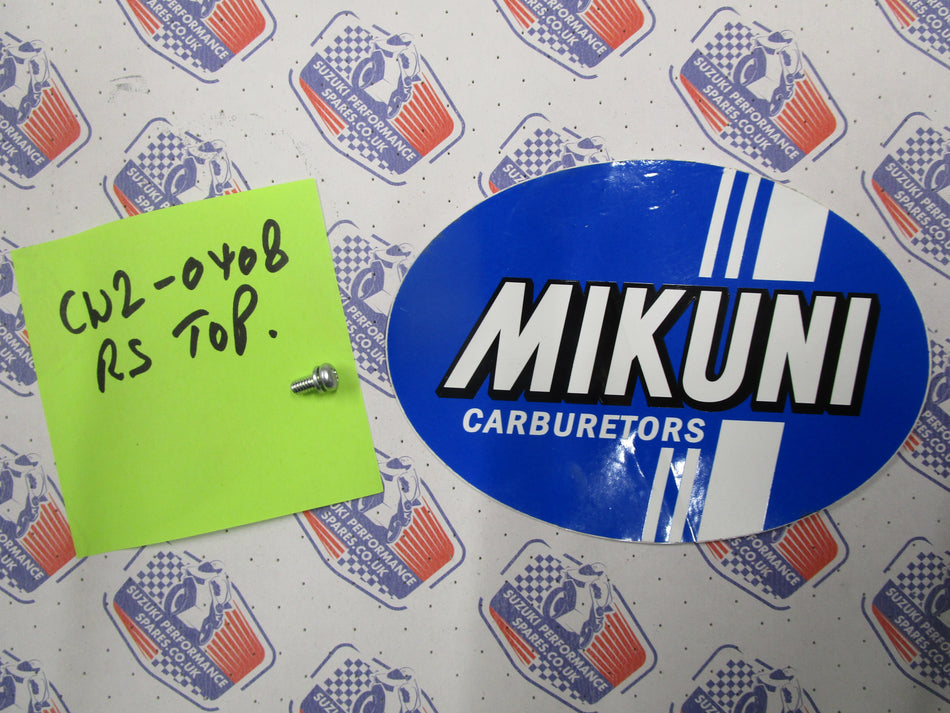 CW2-0408
RS TOP.
MIKUNI
CARBURETORS
SUZUKI PERFORMANCE
SPARES.CO.UK